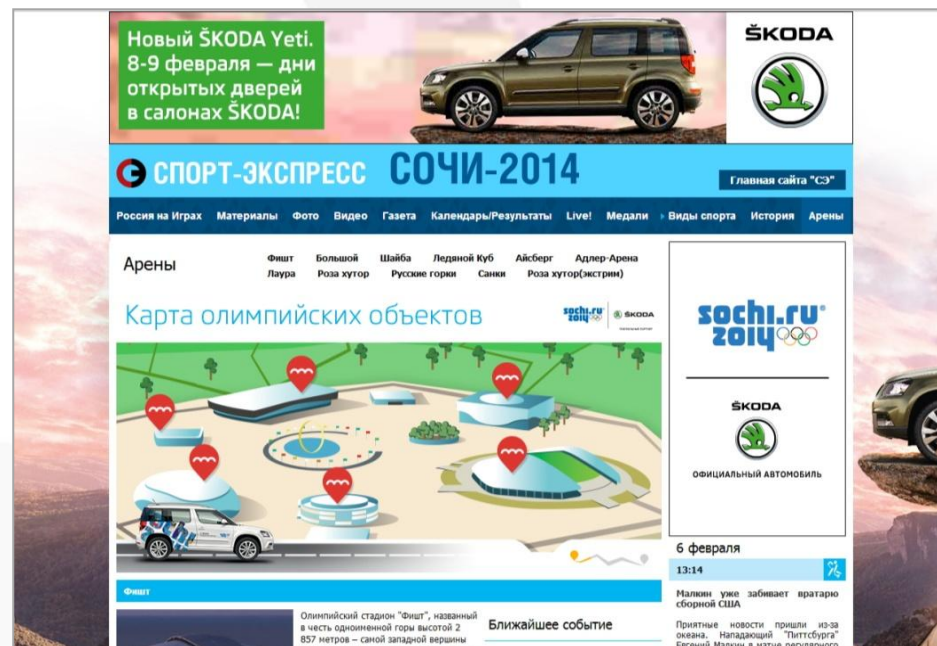 Новый ŠKODA Yeti.
8-9 февраля — дни
открытых дверей
в салонах ŠKODA!
ŠKODA
СПОРТ-ЭКСПРЕСС СОЧИ-2014
Главная сайта "СЭ"
Россия на Играх Материалы Фото Видео Газета Календарь/Результаты Live! Медали Виды спорта История Арены
Арены
Фишт Большой Шайба Ледяной Куб Айсберг Адлер-Арена
Лаура Роза хутор Русские горки Санки Роза хутор(экстрим)
Карта олимпийских объектов
sochi.ru
2014
ŠKODA
sochi.ru
2014
ŠKODA
ОФИЦИАЛЬНЫЙ АВТОМОБИЛЬ
Фишт
Олимпийский стадион "Фишт", названный
в честь одноименной горы высотой 2
857 метров – самой западной вершины
Ближайшее событие
6 февраля
13:14
Малкин уже забивает вратарю
сборной США
Приятные новости пришли из-за
океана. Нападающий "Питтсбурга"
Евгений Малкин в матче регулярного